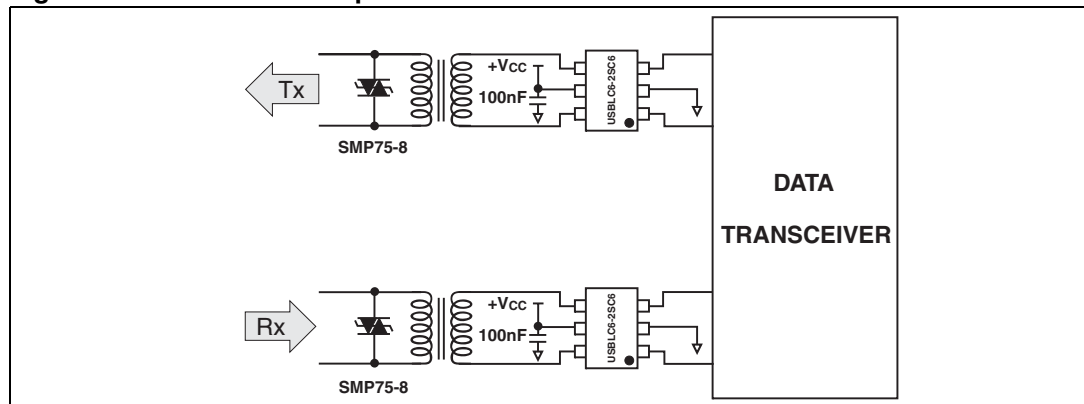 Tx
+VCC
100nF
USBLC6-2SC6
SMP75-8
DATA
TRANSCEIVER
Rx
+VCC
100nF
USBLC6-2SC6
SMP75-8